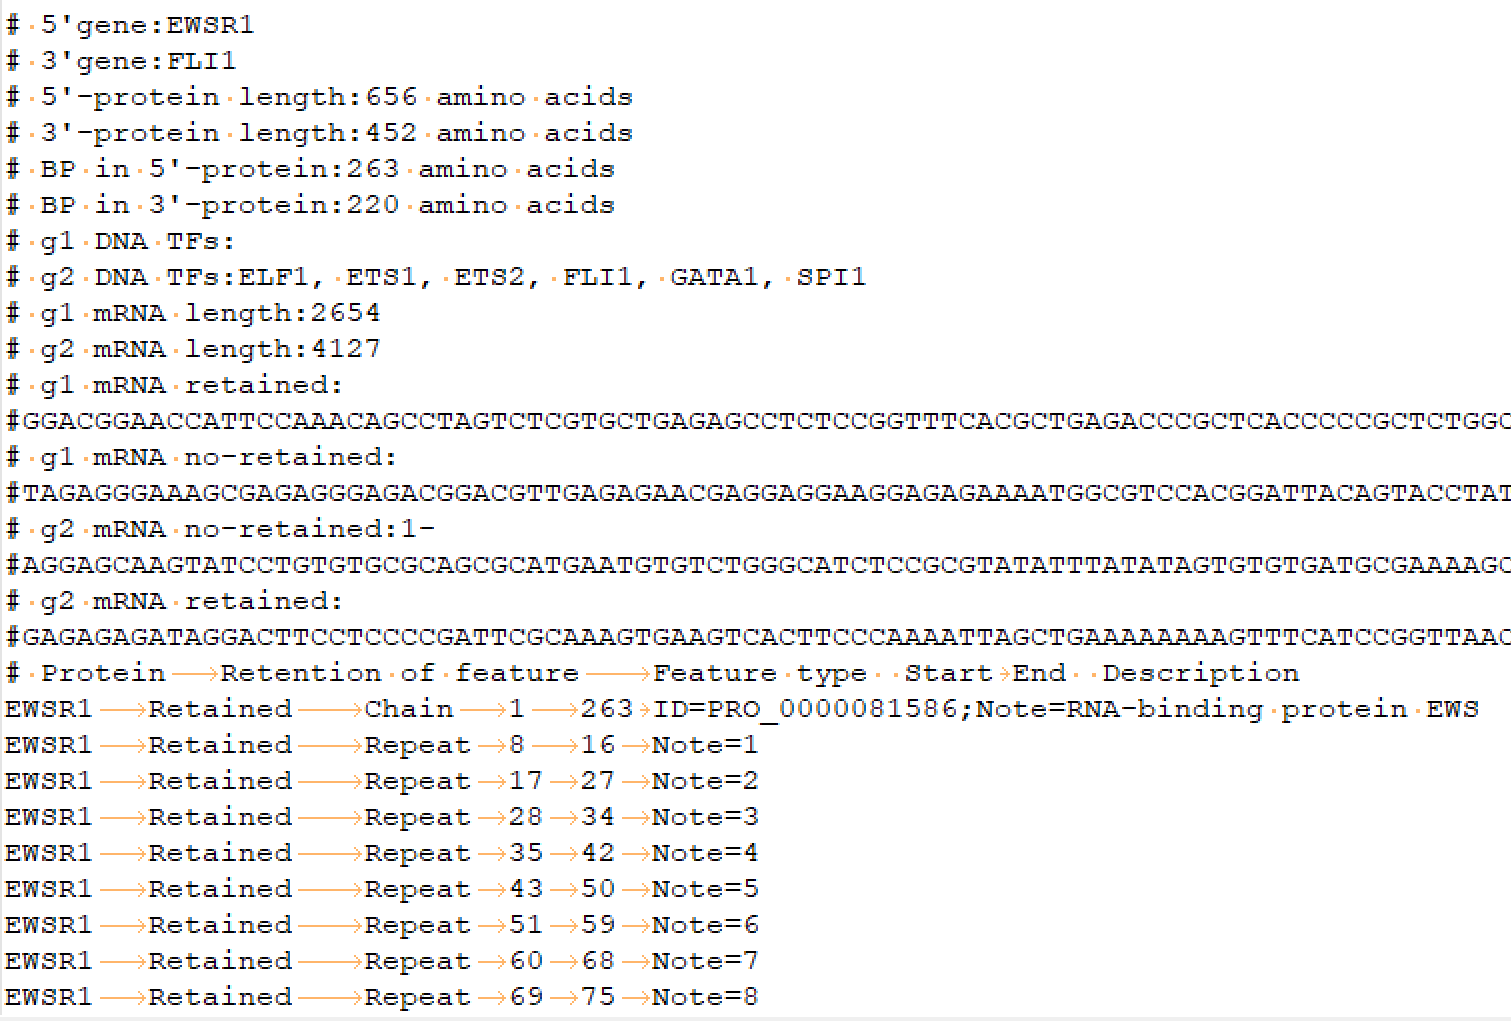 # 5'gene:EWSR1
# 3'gene:FLI1
# 5'-protein length:656 amino acids
# 3'-protein length:452 amino acids
# BP in 5'-protein:263 amino acids
# BP in 3'-protein:220 amino acids
# g1 DNA TFs:
# g2 DNA TFs:ELF1, ETS1, ETS2, FLI1, GATA1, SPI1
# g1 mRNA length:2654
# g2 mRNA length:4127
# g1 mRNA retained:
#GGACGGAACCATTCCAAACAGCCTAGTCTCGTGCTGAGAGCCTCTCCGGTTTCACGCTGAGACCCGCTCACCCCCGCTCTGGC
# g1 mRNA no-retained:
#TAGAGGGAAAGCGAGAGGGAGACGGACGTTGAGAGAACGAGGAGGAAGGAGAGAAAATGGCGTCCACGGATTACAGTACCTAT
# g2 mRNA no-retained:1-
#AGGAGCAAGTATCCTGTGTGCGCAGCGCATGAATGTGTCTGGGCATCTCCGCGTATATTTATATAGTGTGTGATGCGAAAAGC
# g2 mRNA retained:
#GAGAGAGATAGGACTTCCTCCCCGATTCGCAAAGTGAAGTCACTTCCCAAAATTAGCTGAAAAAAAAGTTTCATCCGGTTAAC
# Protein Retention of feature Feature type Start End Description
EWSR1 Retained Chain 1 263 ID=PRO_0000081586;Note=RNA-binding protein EWS
EWSR1 Retained Repeat 8 16 Note=1
EWSR1 Retained Repeat 17 27 Note=2
EWSR1 Retained Repeat 28 34 Note=3
EWSR1 Retained Repeat 35 42 Note=4
EWSR1 Retained Repeat 43 50 Note=5
EWSR1 Retained Repeat 51 59 Note=6
EWSR1 Retained Repeat 60 68 Note=7
EWSR1 Retained Repeat 69 75 Note=8